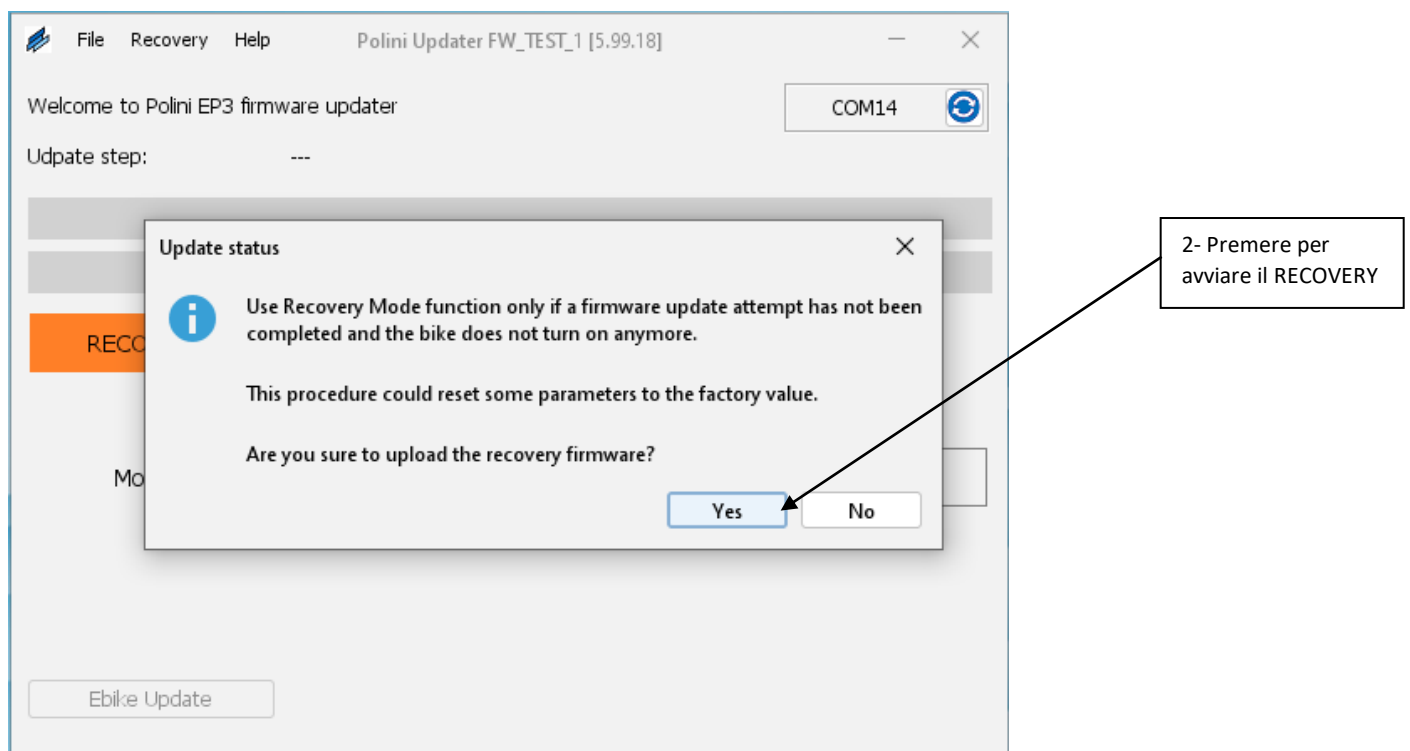 File Recovery Help Polini Updater FW_TEST_1 [5.99.18]
Welcome to Polini EP3 firmware updater
COM14
Udpate step: ---
Update status
Use Recovery Mode function only if a firmware update attempt has not been
completed and the bike does not turn on anymore.
This procedure could reset some parameters to the factory value.
Are you sure to upload the recovery firmware?
Yes No
RECO
Mo
Ebike Update
2- Premere per
avviare il RECOVERY